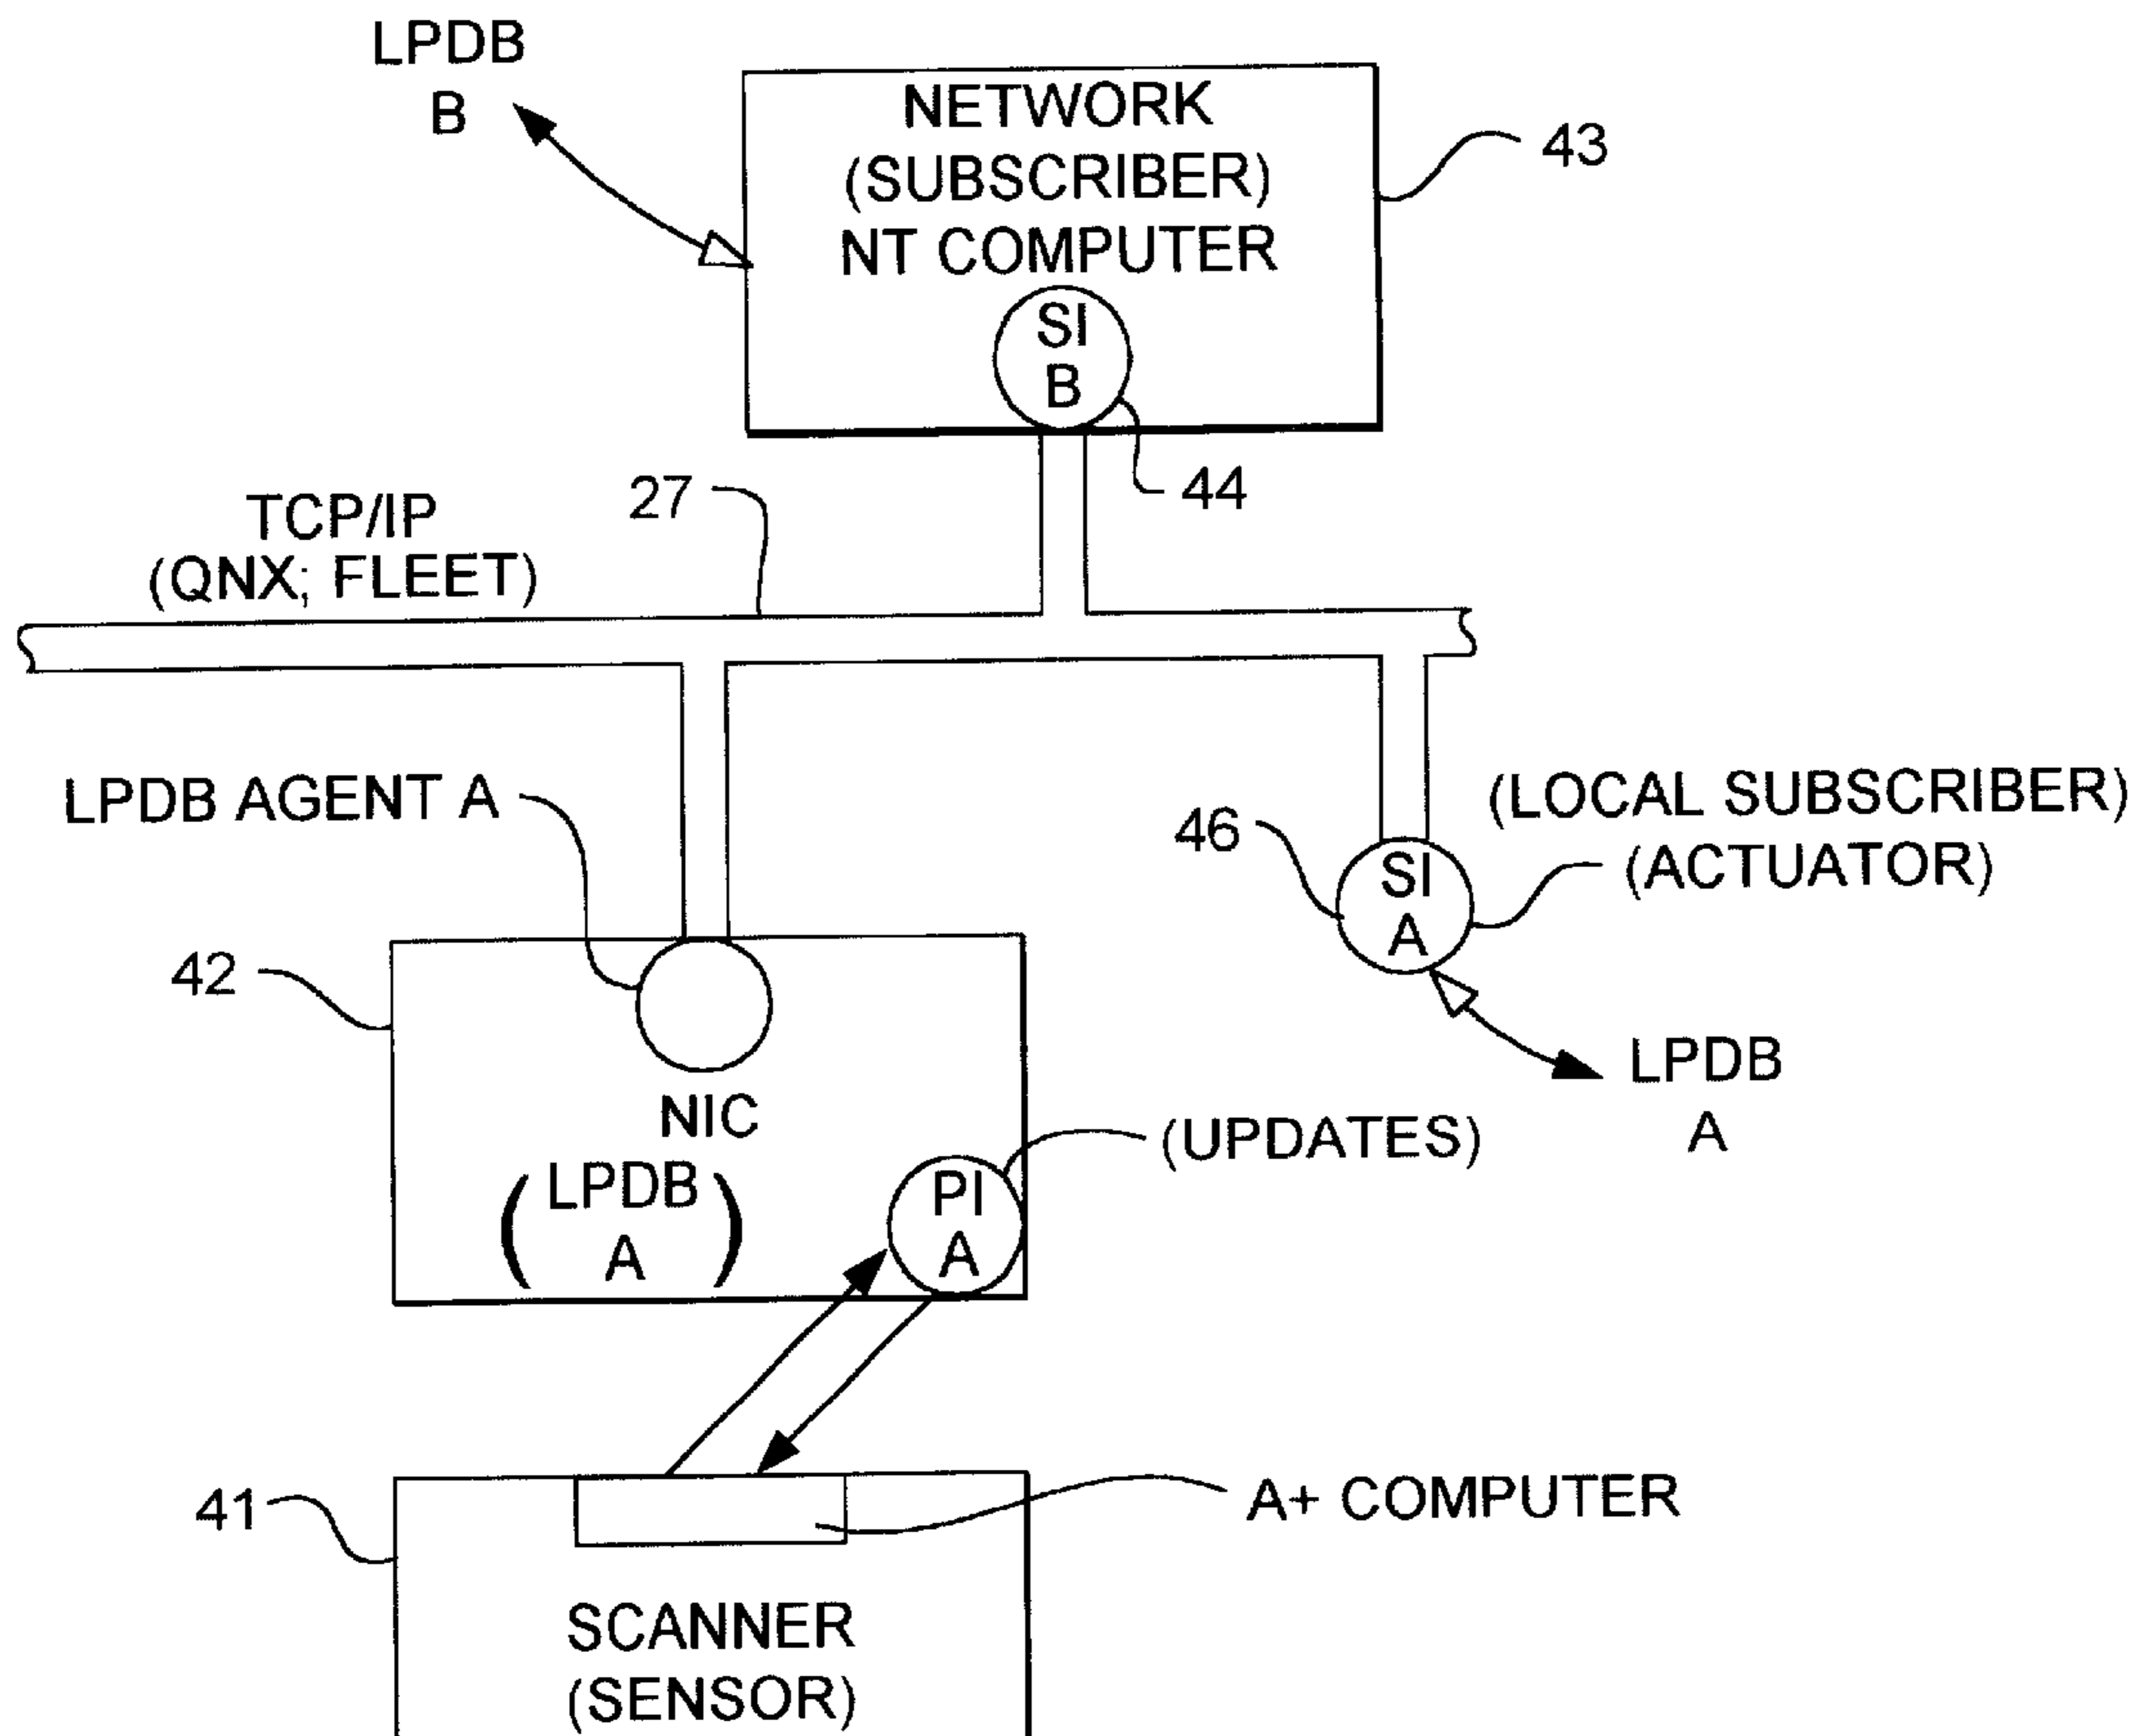 LPDB
B
NETWORK
(SUBSCRIBER)
NT COMPUTER
43
SI
B
44
27
TCP/IP
(QNX; FLEET)
LPDB AGENT A
(LOCAL SUBSCRIBER)
46
(ACTUATOR)
SI
A
42
LPDB
A
NIC
(UPDATES)
(LPDB
A)
PI
A
41
A+ COMPUTER
SCANNER
(SENSOR)